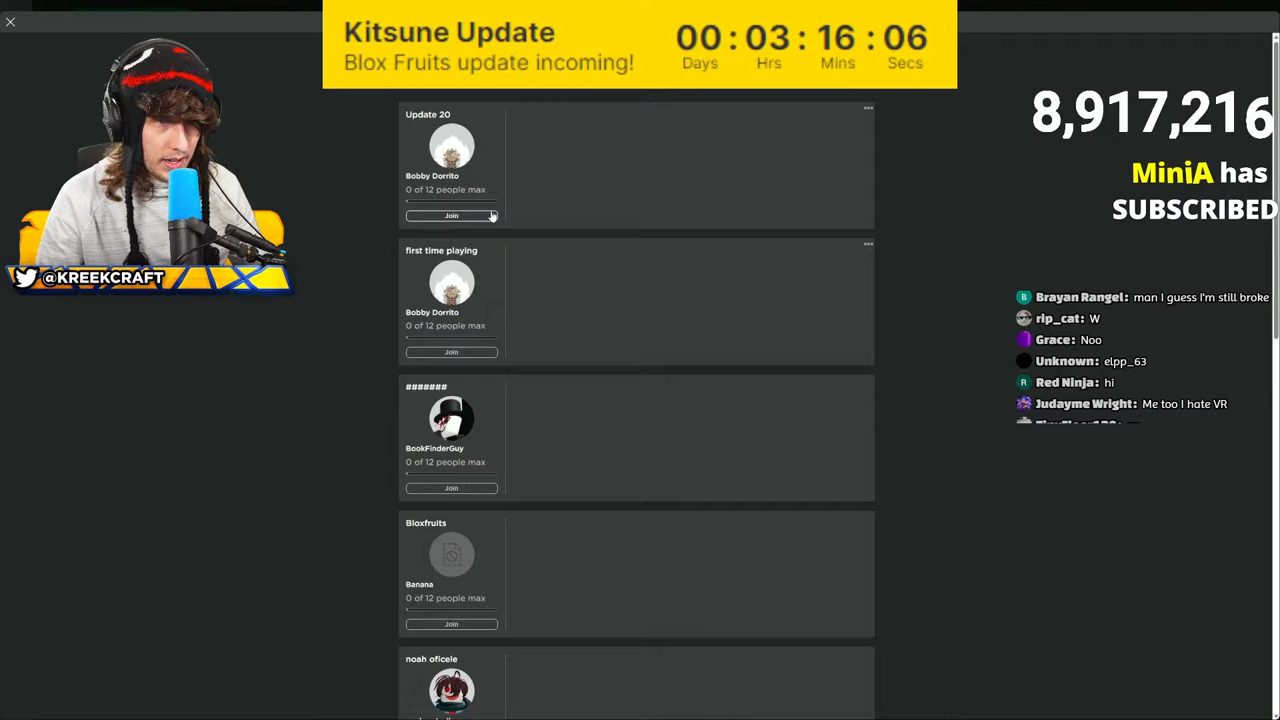 Kitsune Update
Blox Fruits update incoming!
00 : 03 : 16 : 06
Days Hrs Mins Secs
8,917,216
MiniA has
SUBSCRIBED
@KREEKCRAFT
Update 20
Bobby Dorrito
0 of 12 people max
Join
first time playing
Bobby Dorrito
0 of 12 people max
Join
#######
BookFinderGuy
0 of 12 people max
Join
Bloxfruits
Banana
0 of 12 people max
Join
noah oficele
B Brayan Rangel: man I guess I'm still broke
rip_cat: W
Grace: Noo
Unknown: elpp_63
R Red Ninja: hi
Judayme Wright: Me too I hate VR